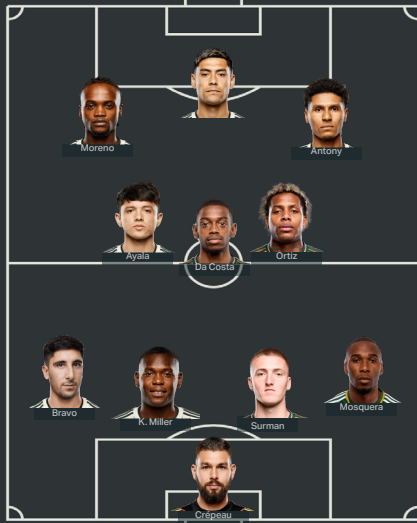 Moreno
Antony
Ayala
Da Costa
Ortiz
Bravo
K. Miller
Surman
Mosquera
Crépeau